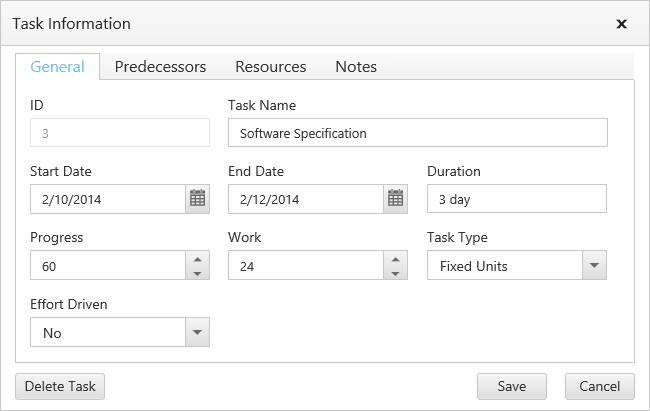 Task Information
General Predecessors Resources Notes
ID Task Name
3 Software Specification
Start Date End Date Duration
2/10/2014 2/12/2014 3 day
Progress Work Task Type
60 24 Fixed Units
Effort Driven
No
Delete Task Save Cancel